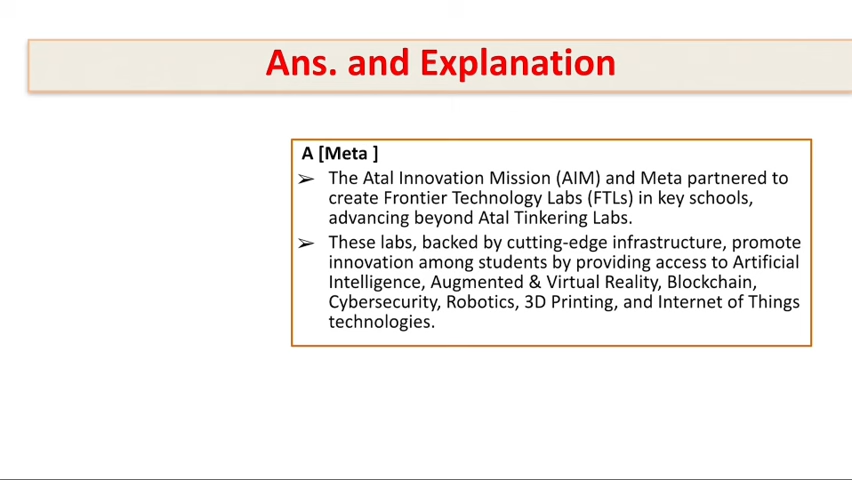 Ans. and Explanation
A [Meta ]
➢ The Atal Innovation Mission (AIM) and Meta partnered to
create Frontier Technology Labs (FTLs) in key schools,
advancing beyond Atal Tinkering Labs.
➢ These labs, backed by cutting-edge infrastructure, promote
innovation among students by providing access to Artificial
Intelligence, Augmented & Virtual Reality, Blockchain,
Cybersecurity, Robotics, 3D Printing, and Internet of Things
technologies.